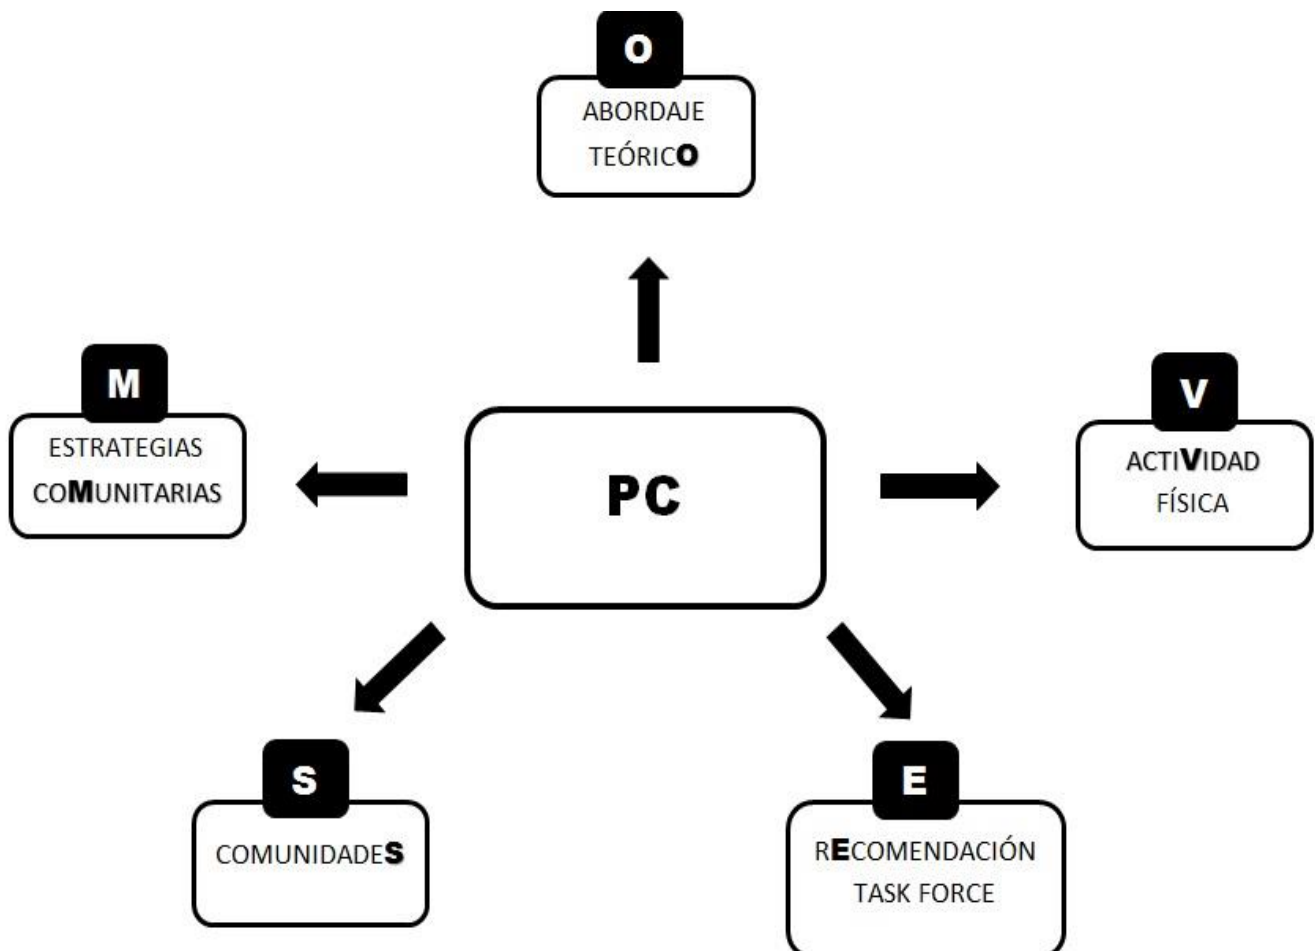 O
ABORDAJE
TEÓRICO
M
ESTRATEGIAS
COMUNITARIAS
PC
V
ACTIVIDAD
FÍSICA
S
COMUNIDADES
E
RECOMENDACIÓN
TASK FORCE